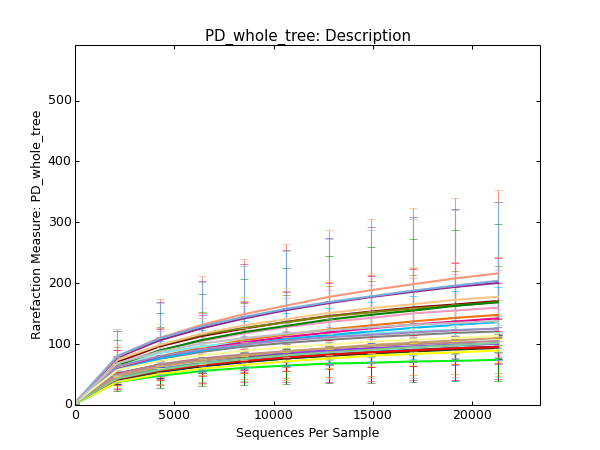 PD_whole_tree: Description
Rarefaction Measure: PD_whole_tree
500
400
300
200
100
0
0 5000 10000 15000 20000
Sequences Per Sample